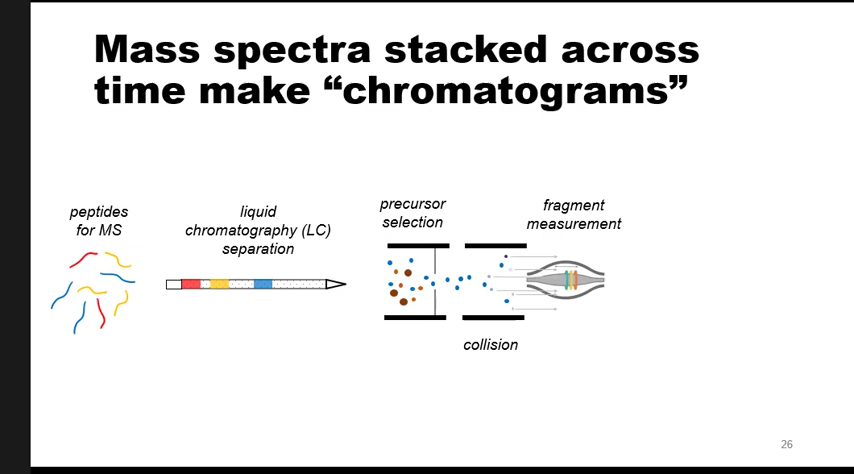 Mass spectra stacked across
time make “chromatograms”
peptides
for MS
liquid
chromatography (LC)
separation
precursor
selection
fragment
measurement
collision
26